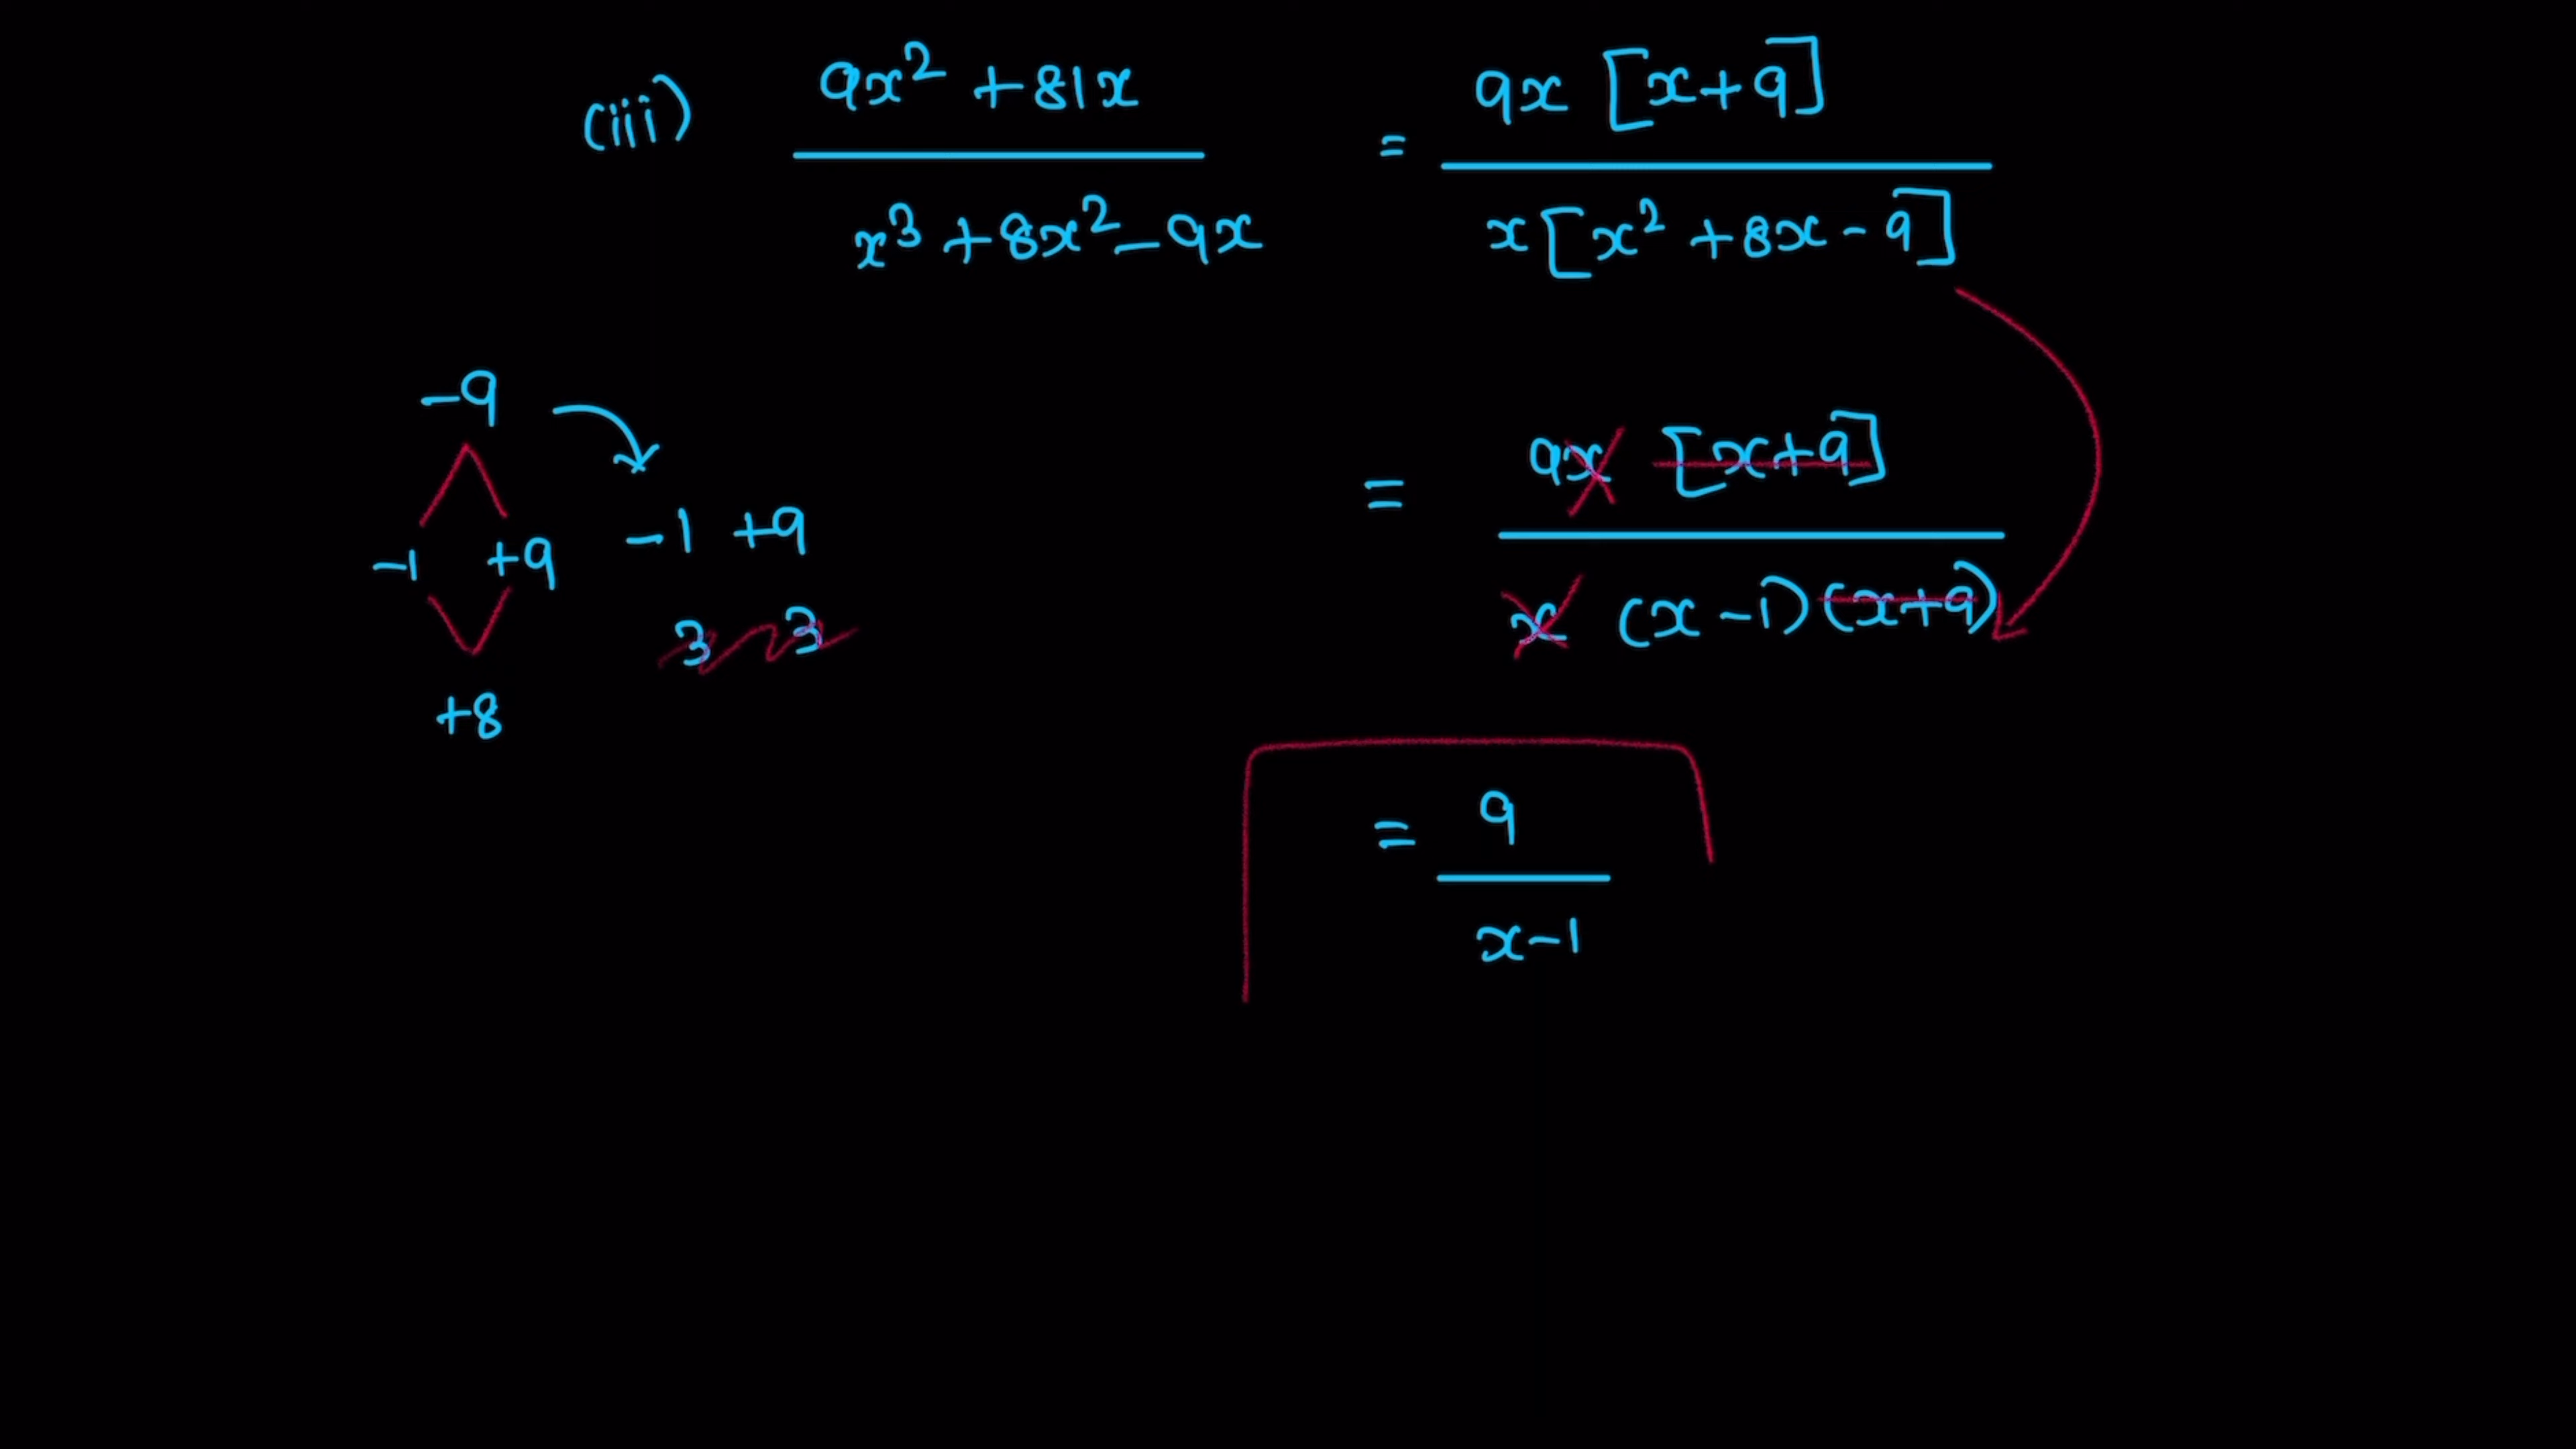 (iii) 9x² + 81x = 9x [x+9]
x³ + 8x² - 9x x[x² + 8x - 9]
-9
-1 +9 -1 +9
3 3
+8
= 9x [x+9]
x (x-1)(x+9)
= 9
x-1